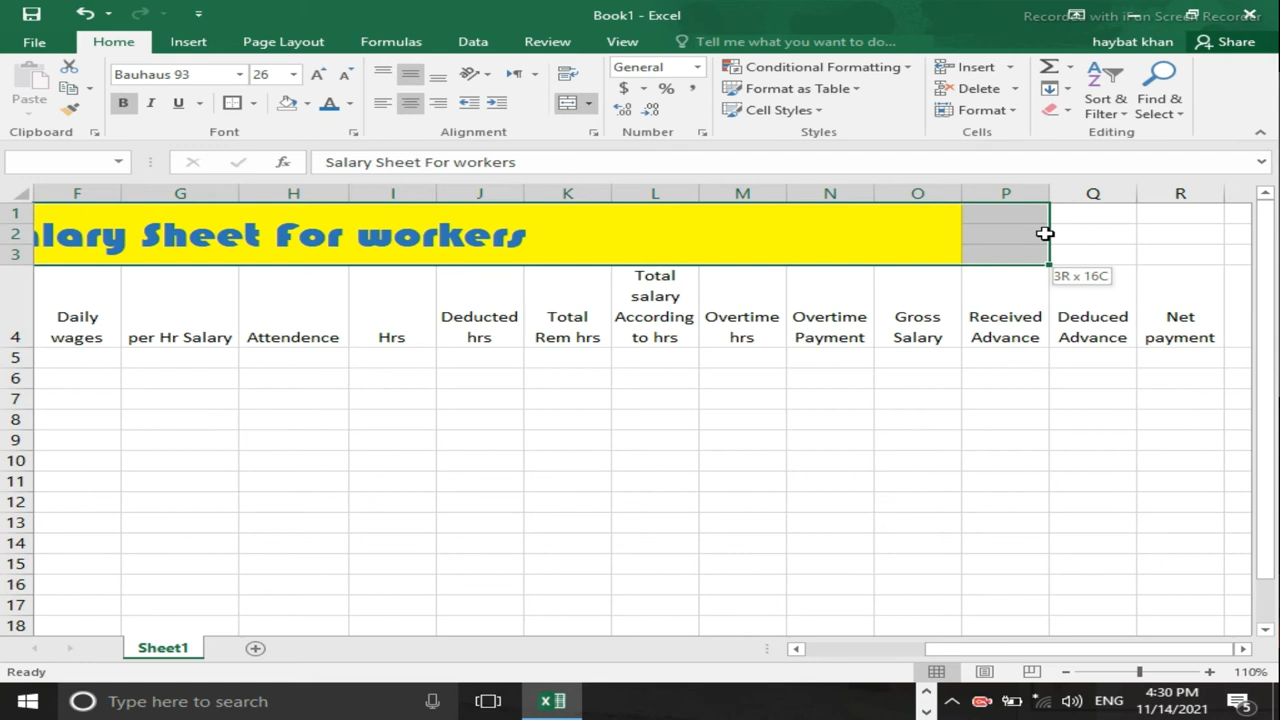 Book1 - Excel
Recorded with iFun Screen Recorder
File Home Insert Page Layout Formulas Data Review View Tell me what you want to do... haybat khan Share
Paste
Clipboard
Bauhaus 93 26
B I U
Font
Alignment
General
$ % ,
Number
Conditional Formatting
Format as Table
Cell Styles
Styles
Insert
Delete
Format
Cells
Sort & Filter
Find & Select
Editing
fx Salary Sheet For workers
F G H I J K L M N O P Q R
1
2 alary Sheet For workers
3
3R x 16C
4 Daily wages per Hr Salary Attendence Hrs Deducted hrs Total Rem hrs Total salary According to hrs Overtime hrs Overtime Payment Gross Salary Received Advance Deduced Advance Net payment
5
6
7
8
9
10
11
12
13
14
15
16
17
18
Sheet1
Ready
110%
Type here to search
ENG
4:30 PM
11/14/2021
5